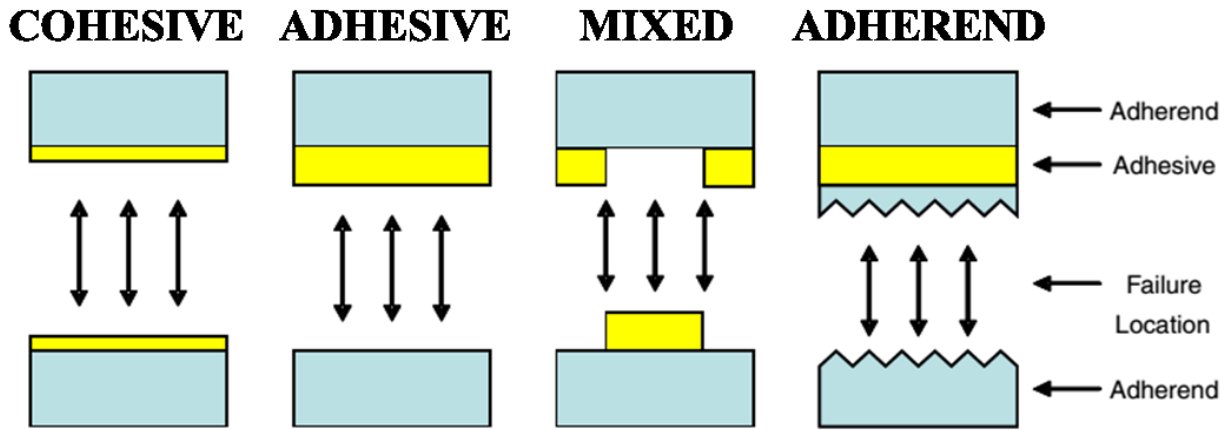 COHESIVE ADHESIVE MIXED ADHEREND
Adherend
Adhesive
Failure
Location
Adherend